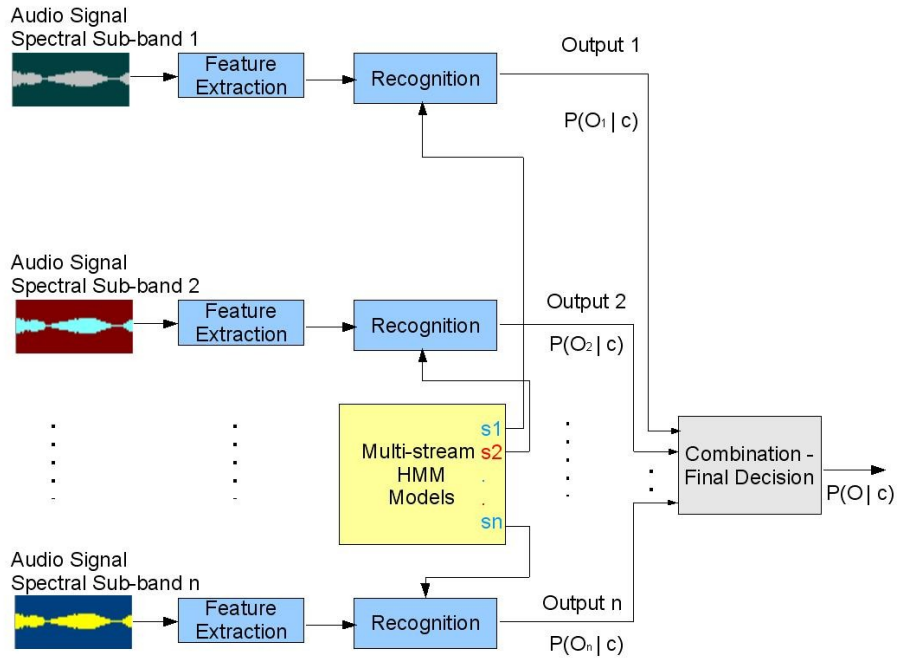 Audio Signal
Spectral Sub-band 1
Feature
Extraction
Recognition
Output 1
P(O₁ | c)
Audio Signal
Spectral Sub-band 2
Feature
Extraction
Recognition
Output 2
P(O₂ | c)
Multi-stream
HMM
Models
s1
s2
.
.
sn
Combination -
Final Decision
P(O | c)
Audio Signal
Spectral Sub-band n
Feature
Extraction
Recognition
Output n
P(Oₙ | c)